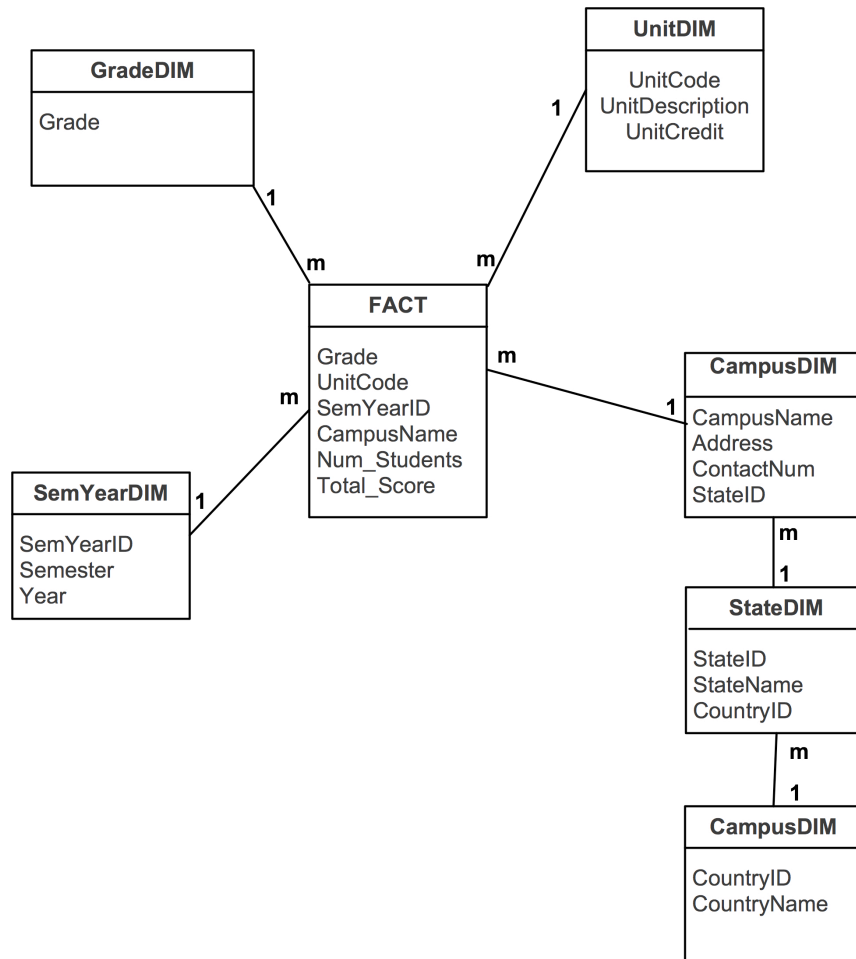 GradeDIM
Grade
UnitDIM
UnitCode
UnitDescription
UnitCredit
1
1
m
m
FACT
Grade
UnitCode
SemYearID
CampusName
Num_Students
Total_Score
m
m
1
CampusDIM
CampusName
Address
ContactNum
StateID
SemYearDIM
SemYearID
Semester
Year
1
m
1
StateDIM
StateID
StateName
CountryID
m
1
CampusDIM
CountryID
CountryName